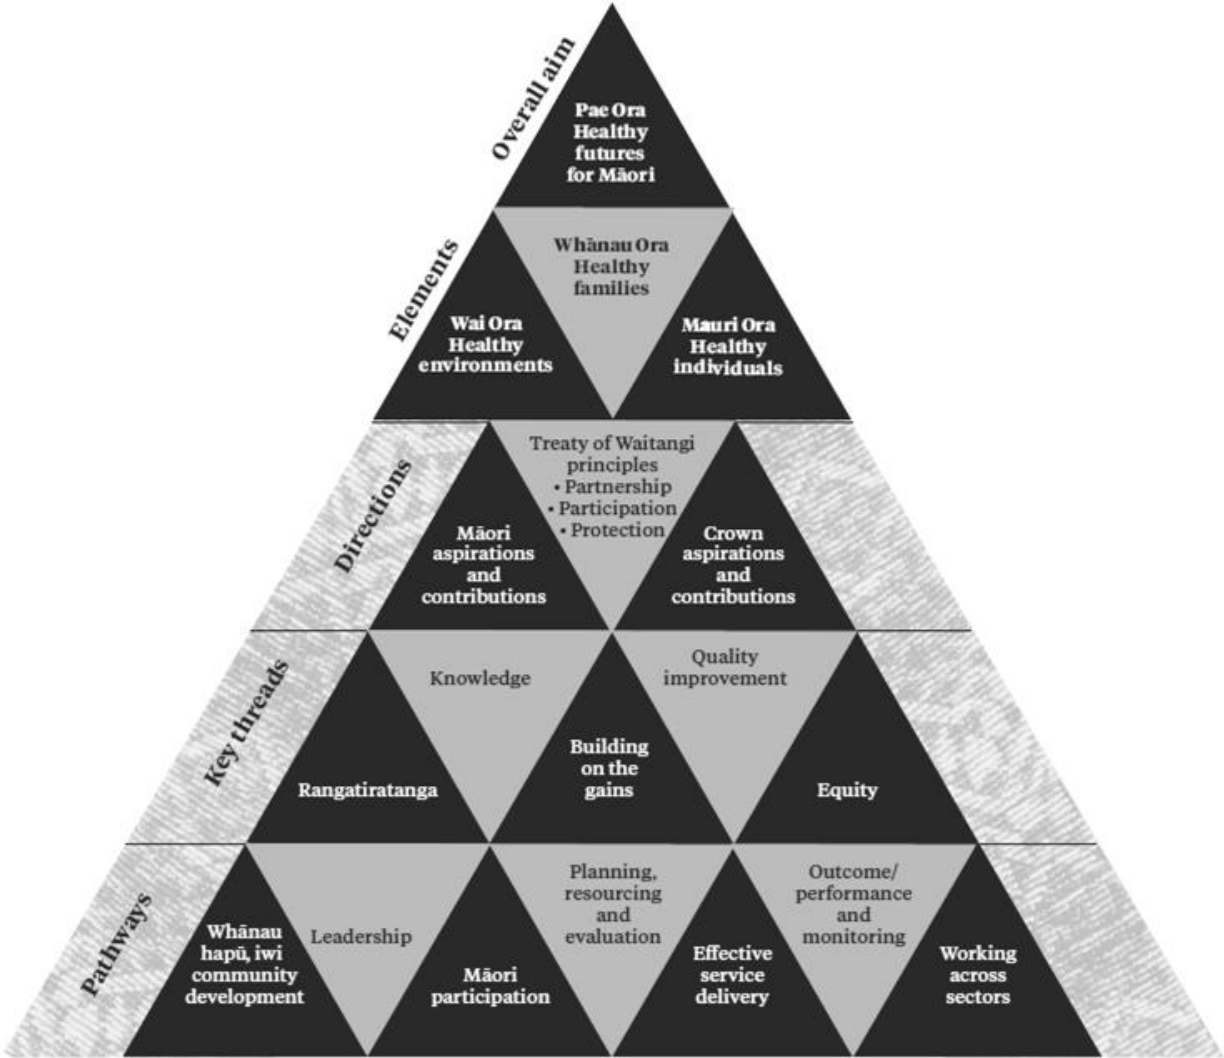 Overall aim
Pae Ora
Healthy
futures
for Māori
Elements
Whānau Ora
Healthy
families
Wai Ora
Healthy
environments
Mauri Ora
Healthy
individuals
Directions
Treaty of Waitangi
principles
• Partnership
• Participation
• Protection
Māori
aspirations
and
contributions
Crown
aspirations
and
contributions
Key threads
Knowledge
Quality
improvement
Rangatiratanga
Building
on the
gains
Equity
Pathways
Whānau
hapū, iwi
community
development
Leadership
Māori
participation
Planning,
resourcing
and
evaluation
Effective
service
delivery
Outcome/
performance
and
monitoring
Working
across
sectors